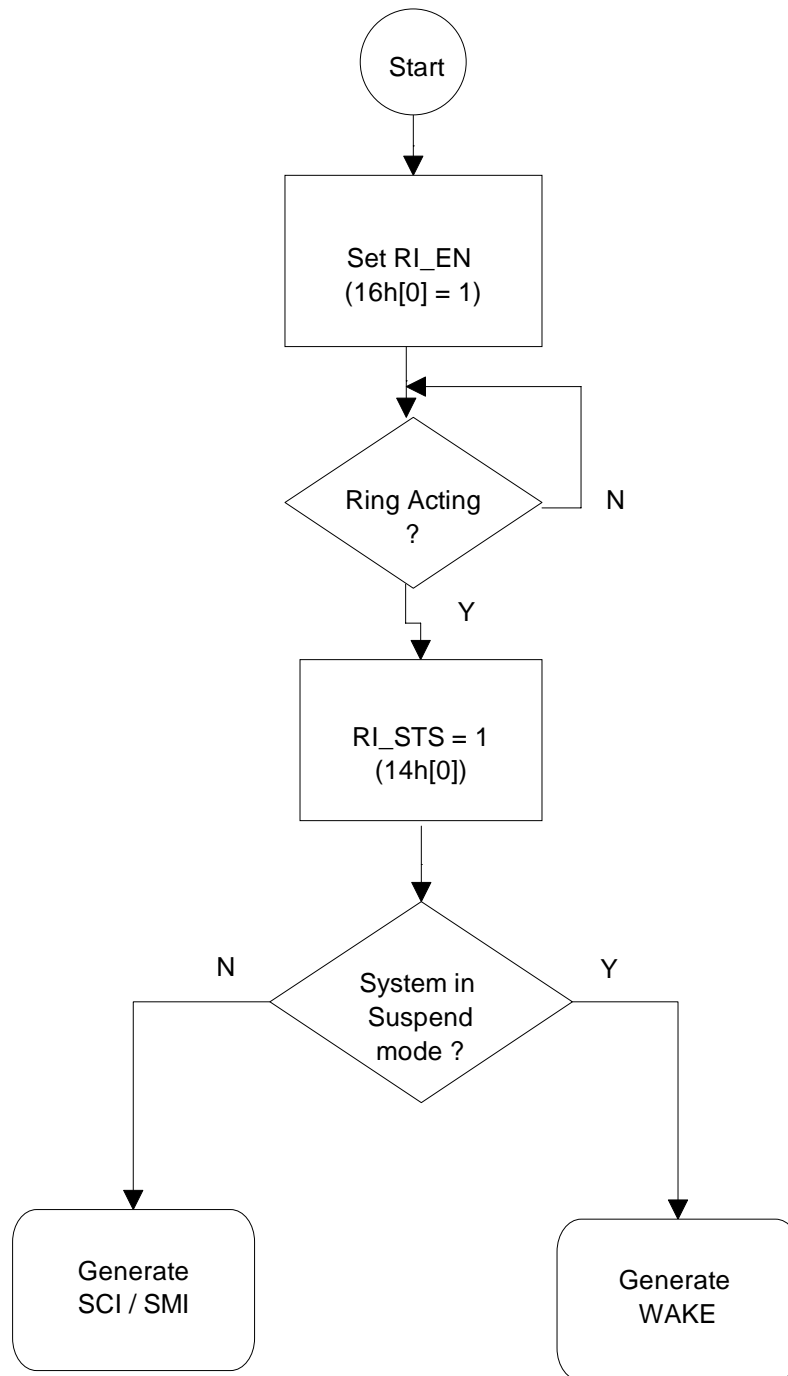 Start
Set RI_EN
(16h[0] = 1)
Ring Acting
?
N
Y
RI_STS = 1
(14h[0])
N
Y
System in
Suspend
mode ?
Generate
SCI / SMI
Generate
WAKE